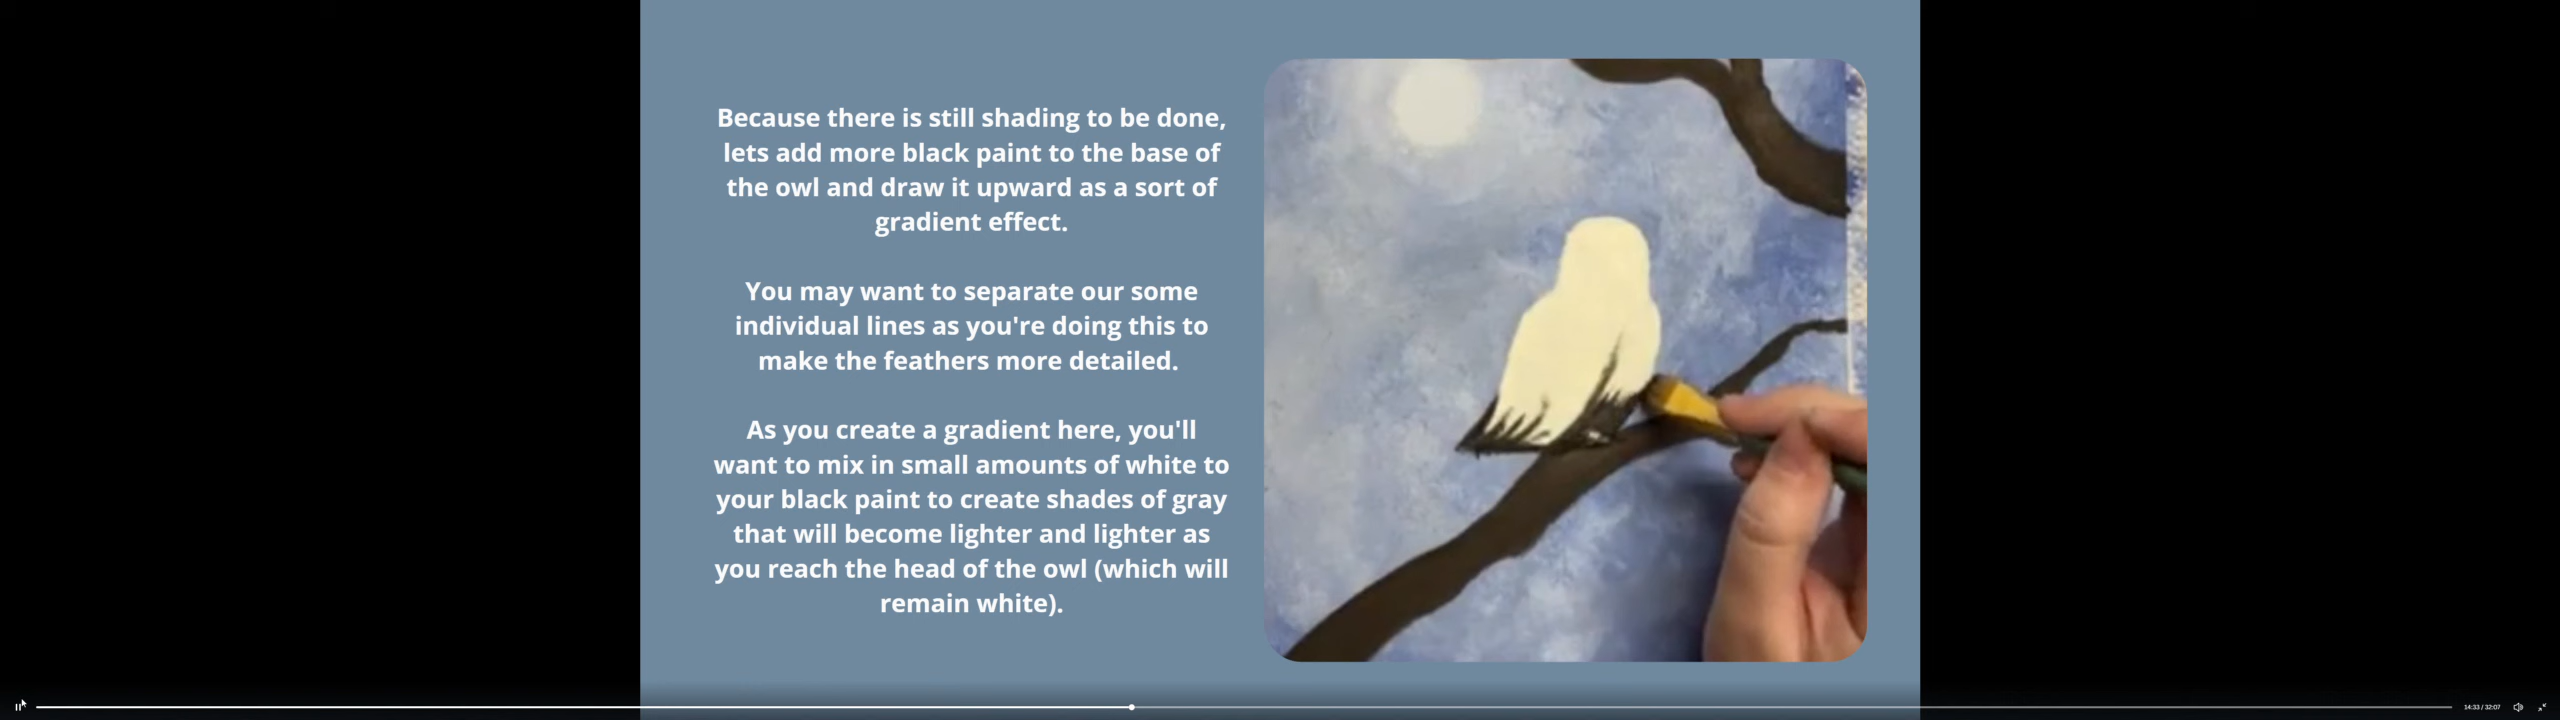 Because there is still shading to be done,
lets add more black paint to the base of
the owl and draw it upward as a sort of
gradient effect.
You may want to separate our some
individual lines as you're doing this to
make the feathers more detailed.
As you create a gradient here, you'll
want to mix in small amounts of white to
your black paint to create shades of gray
that will become lighter and lighter as
you reach the head of the owl (which will
remain white).
14:33 / 32:07